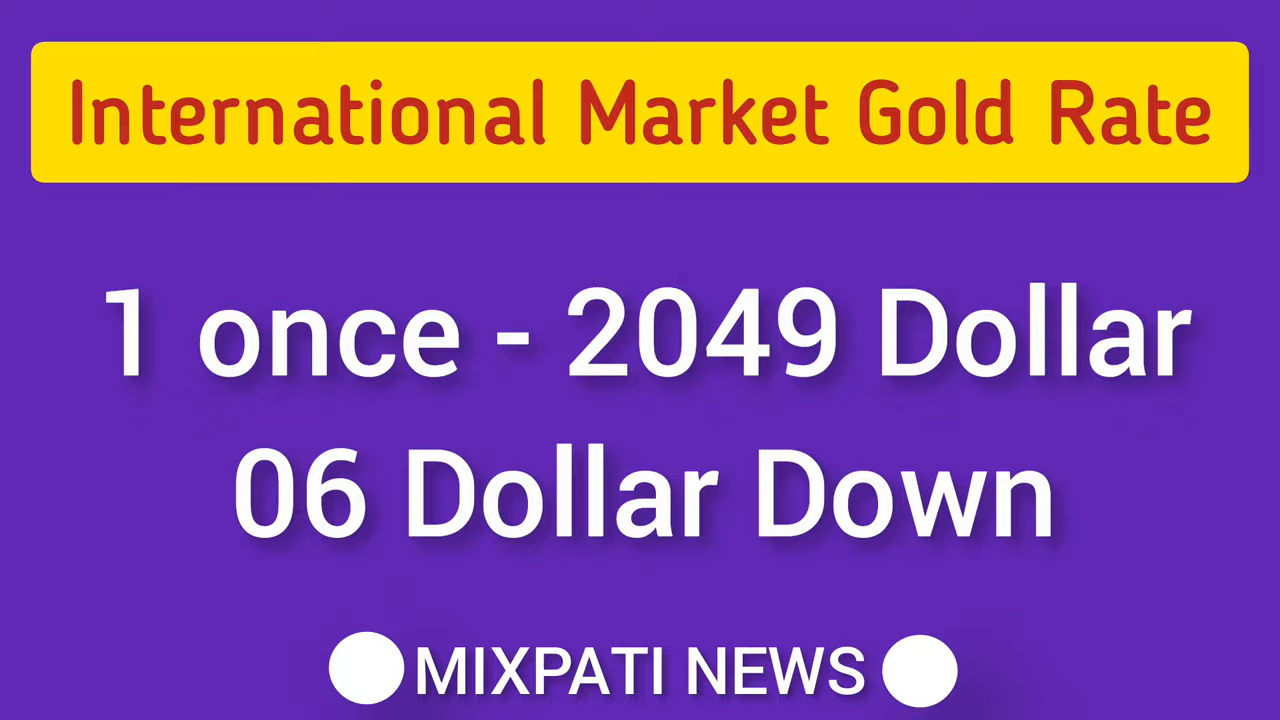 International Market Gold Rate
1 once - 2049 Dollar
06 Dollar Down
MIXPATI NEWS